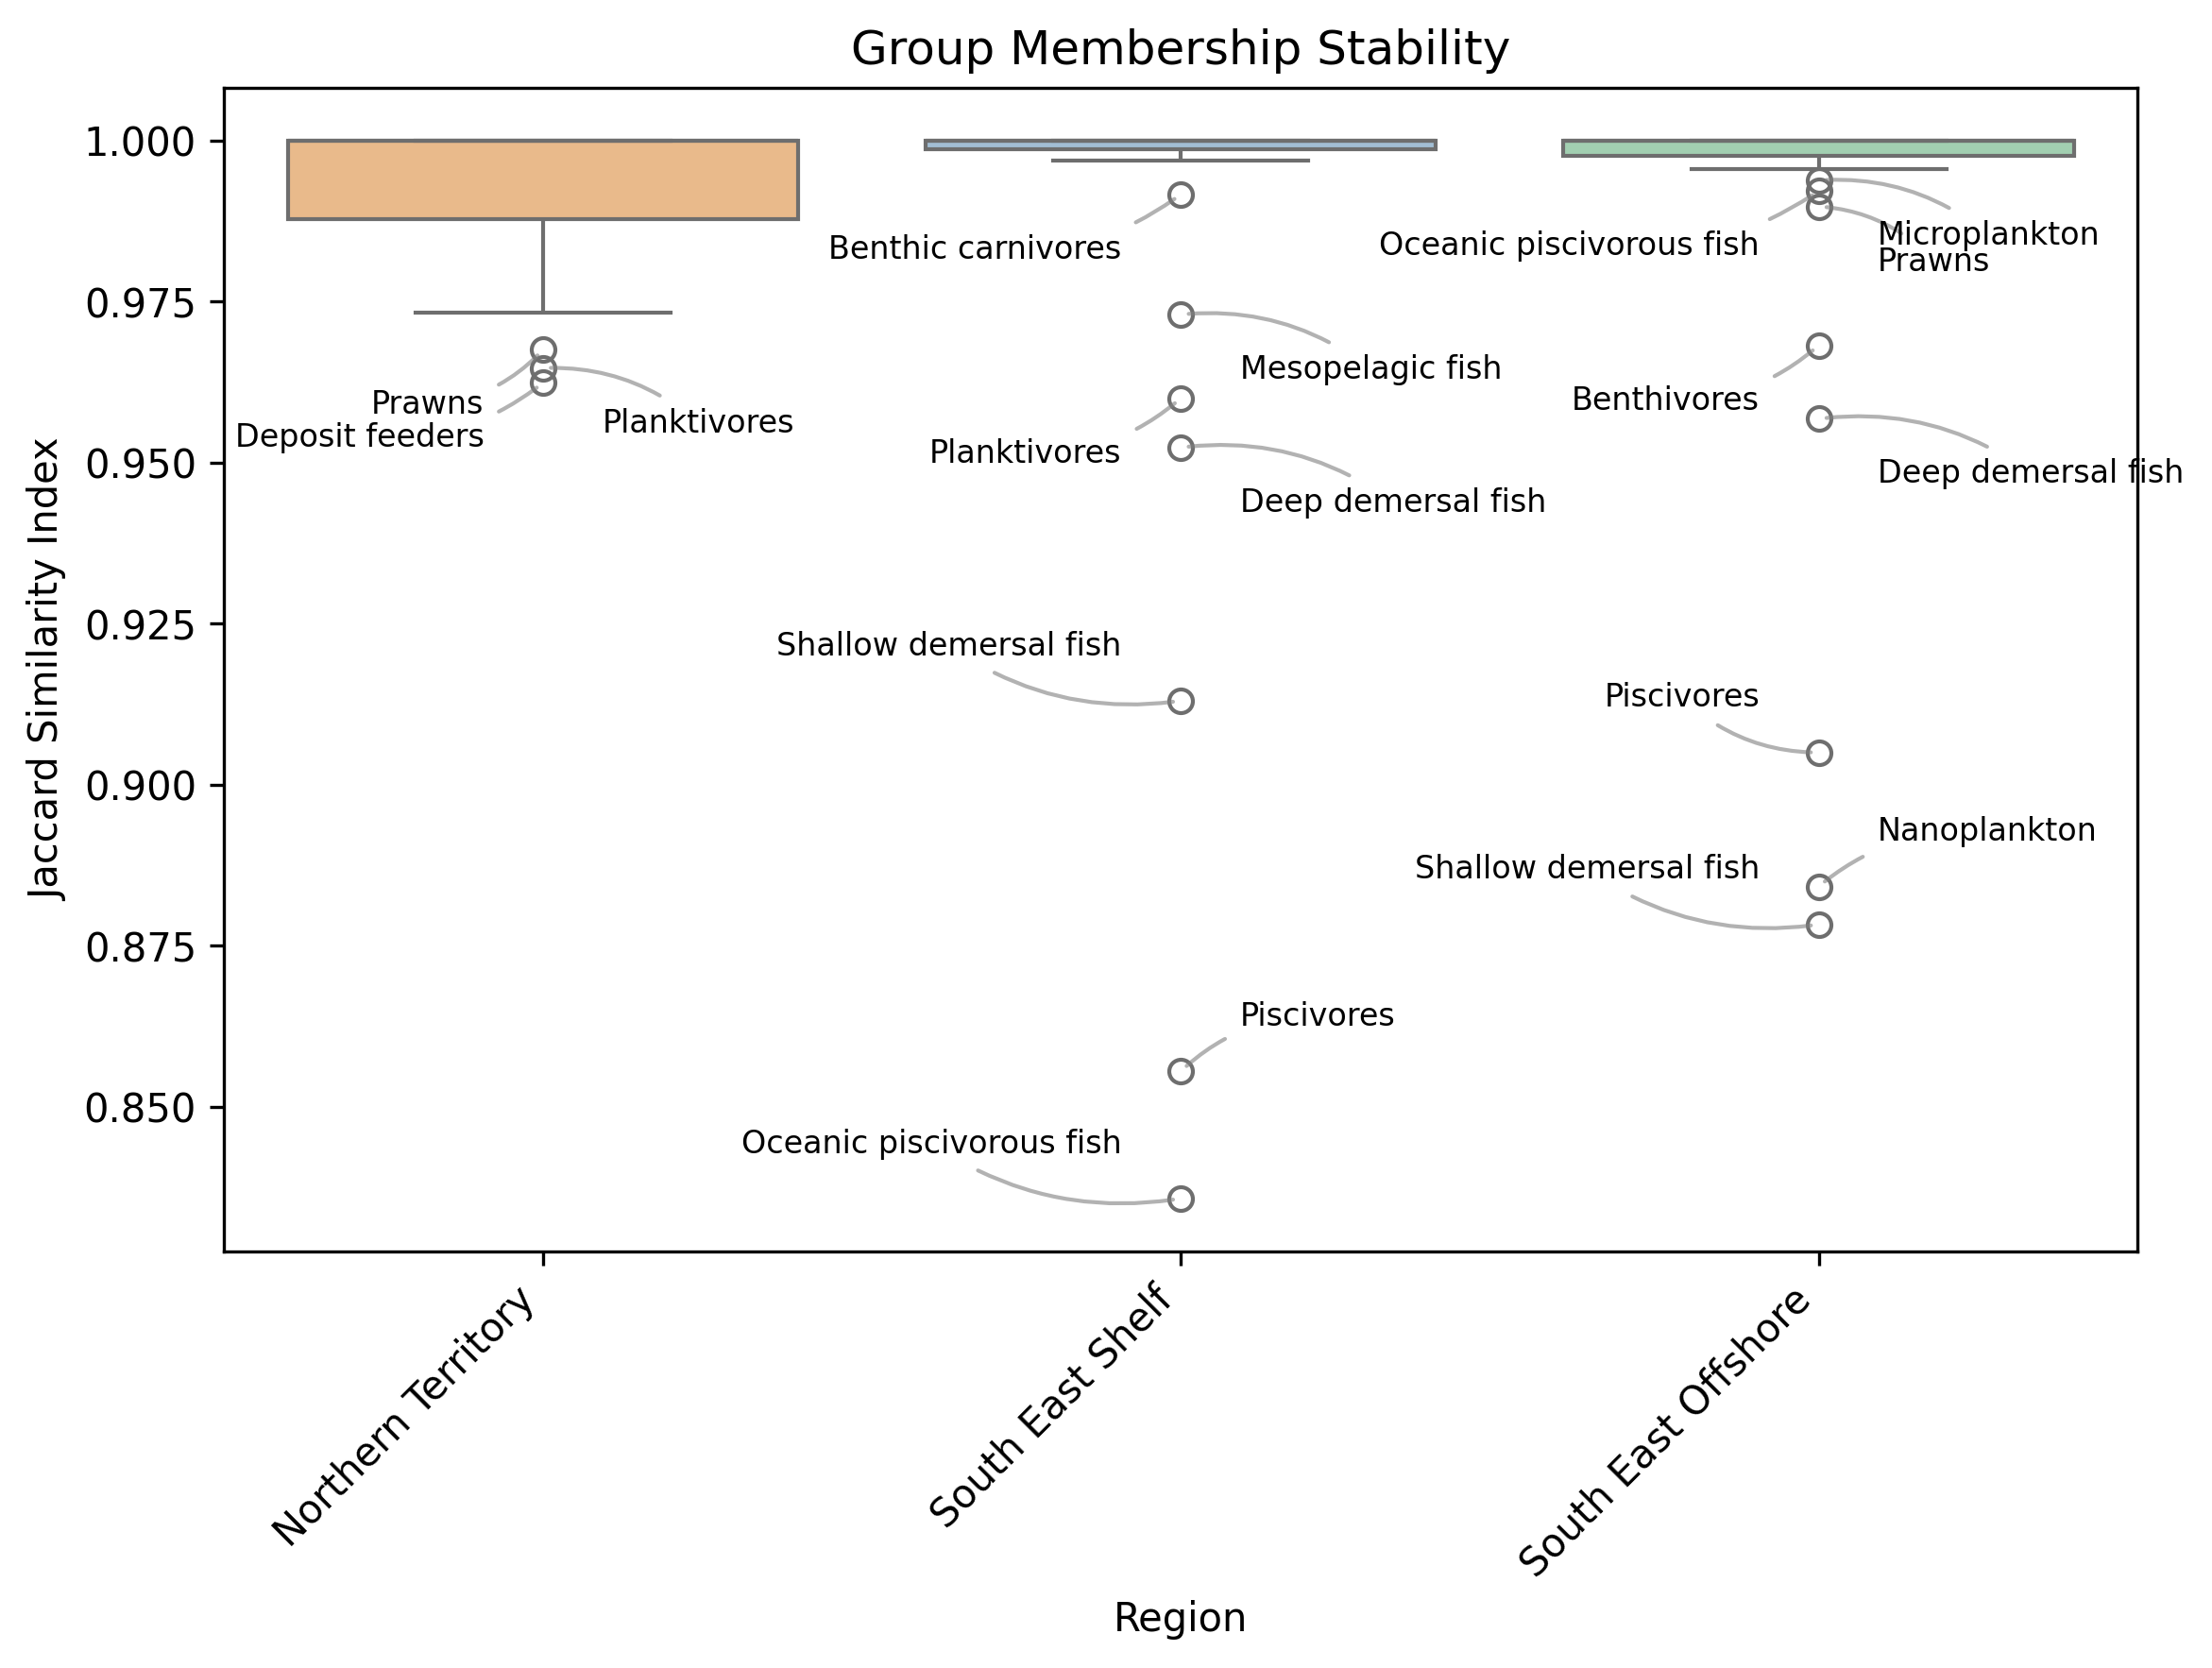 Group Membership Stability
Jaccard Similarity Index
1.000
0.975
0.950
0.925
0.900
0.875
0.850
Prawns
Deposit feeders
Planktivores
Benthic carnivores
Mesopelagic fish
Planktivores
Deep demersal fish
Shallow demersal fish
Piscivores
Oceanic piscivorous fish
Oceanic piscivorous fish
Microplankton
Prawns
Benthivores
Deep demersal fish
Piscivores
Nanoplankton
Shallow demersal fish
Northern Territory
South East Shelf
South East Offshore
Region